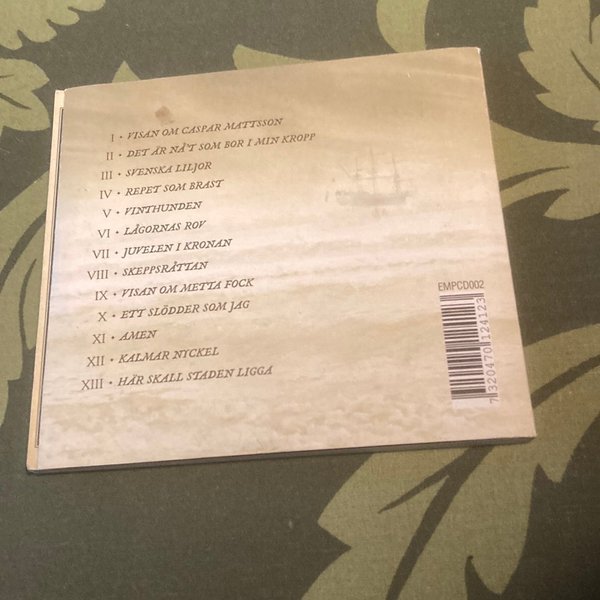 I • VISAN OM CASPAR MATTSSON
II • DET ÄR NÅ'T SOM BOR I MIN KROPP
III • SVENSKA LILJOR
IV • REPET SOM BRAST
V • VINTHUNDEN
VI • LÅGORNAS ROV
VII • JUVELEN I KRONAN
VIII • SKEPPSRÅTTAN
IX • VISAN OM METTA FOCK
X • ETT SLÖDDER SOM JAG
XI • AMEN
XII • KALMAR NYCKEL
XIII • HÄR SKALL STADEN LIGGA
EMPCD002
7 320470 124123